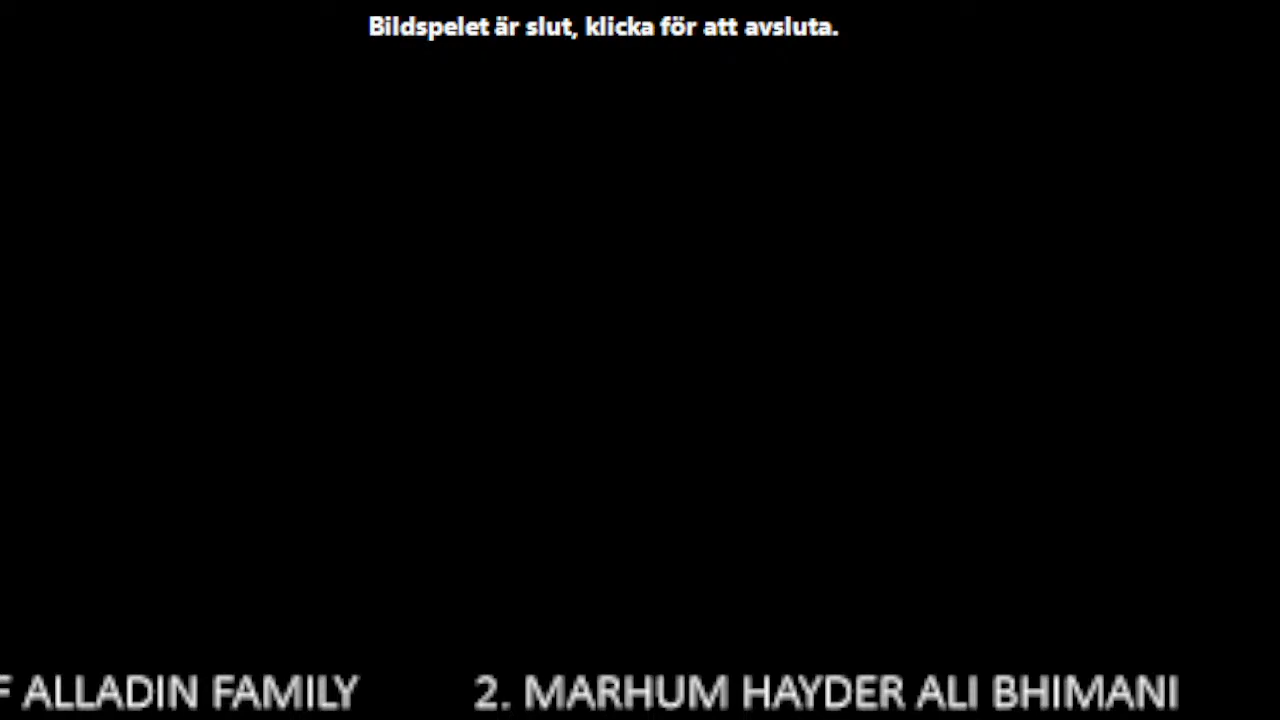 Bildspelet är slut, klicka för att avsluta.
F ALLADIN FAMILY 2. MARHUM HAYDER ALI BHIMANI